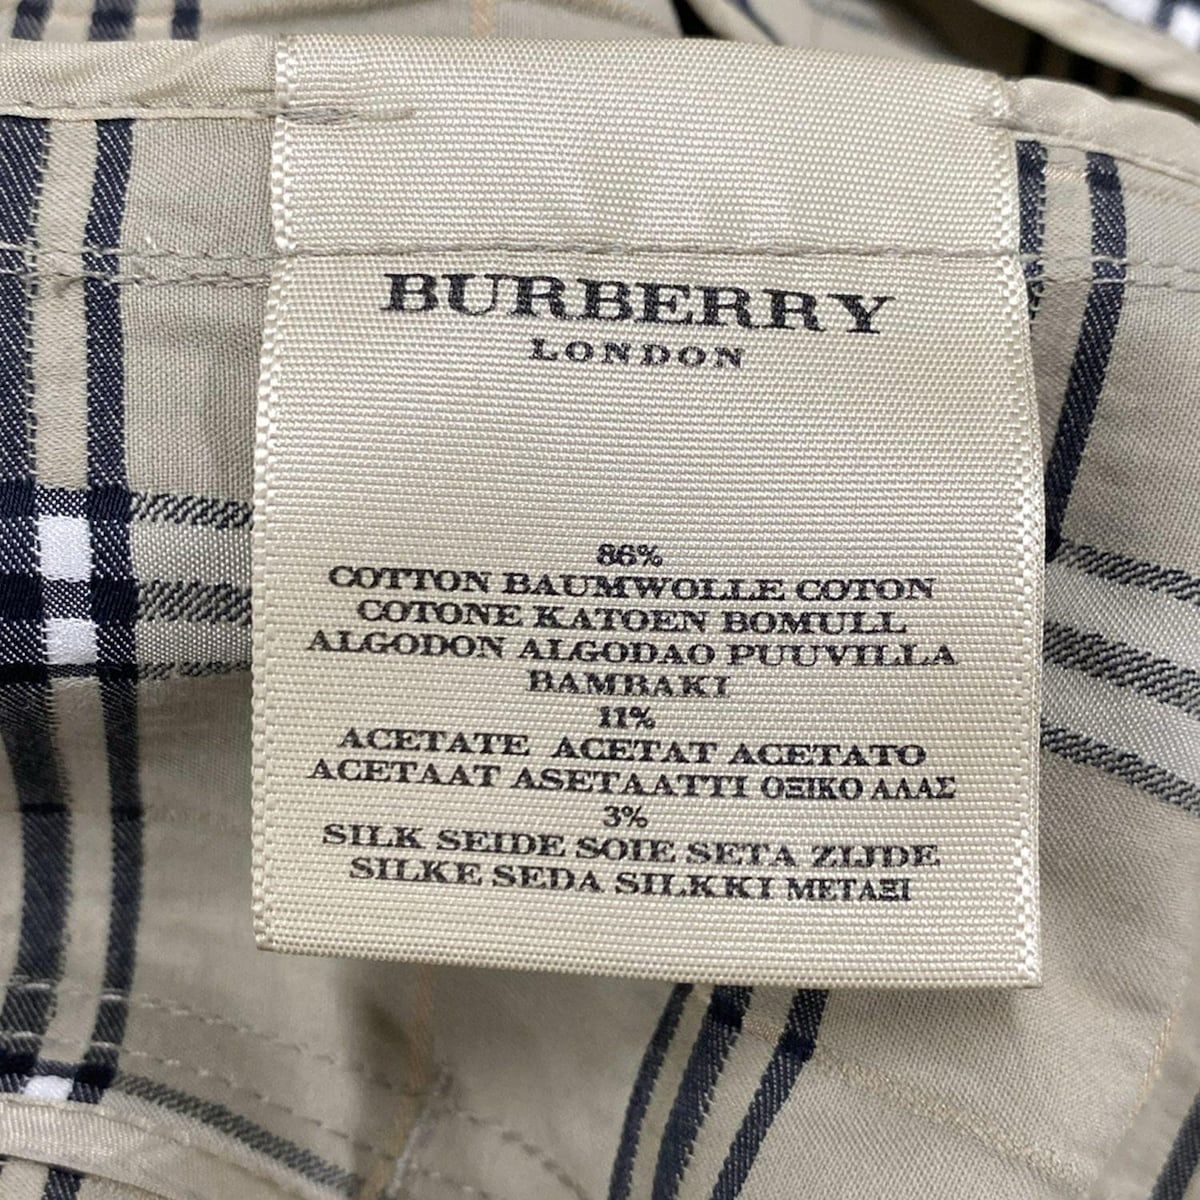 BURBERRY
LONDON
86%
COTTON BAUMWOLLE COTON
COTONE KATOEN BOMULL
ALGODON ALGODAO PUUVILLA
BAMBAKI
11%
ACETATE ACETAT ACETATO
ACETAAT ASETAATTI ΟΞΙΚΟ ΑΛΑΣ
3%
SILK SEIDE SOIE SETA ZIJDE
SILKE SEDA SILKKI ΜΕΤΑΞΙ